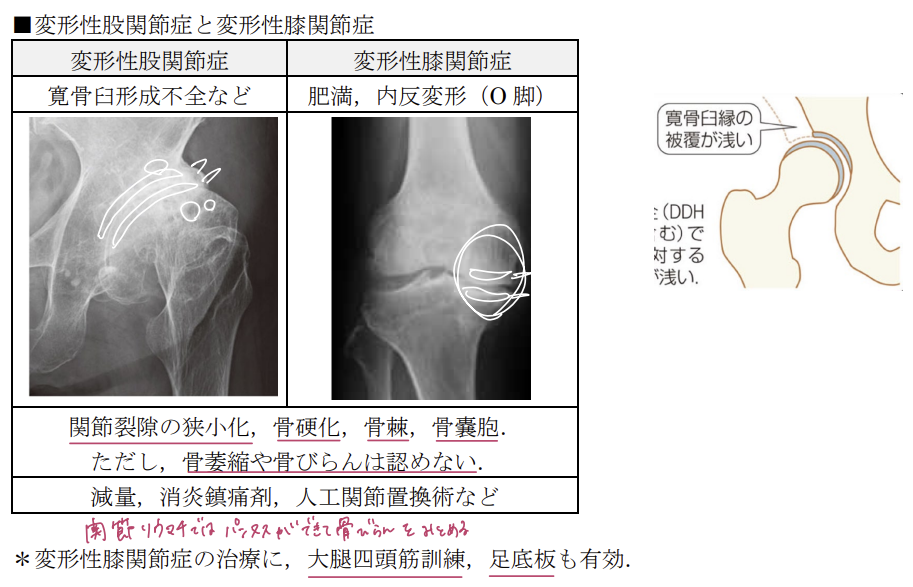 ■変形性股関節症と変形性膝関節症
変形性股関節症
変形性膝関節症
寛骨臼形成不全など
肥満，内反変形（O 脚）
関節裂隙の狭小化，骨硬化，骨棘，骨囊胞．
ただし，骨萎縮や骨びらんは認めない．
減量，消炎鎮痛剤，人工関節置換術など
関節リウマチでは パンヌスができて骨びらんをみとめる
＊変形性膝関節症の治療に，大腿四頭筋訓練，足底板も有効．
寛骨臼縁の
被覆が浅い
(DDH
む)で
対する
が浅い．